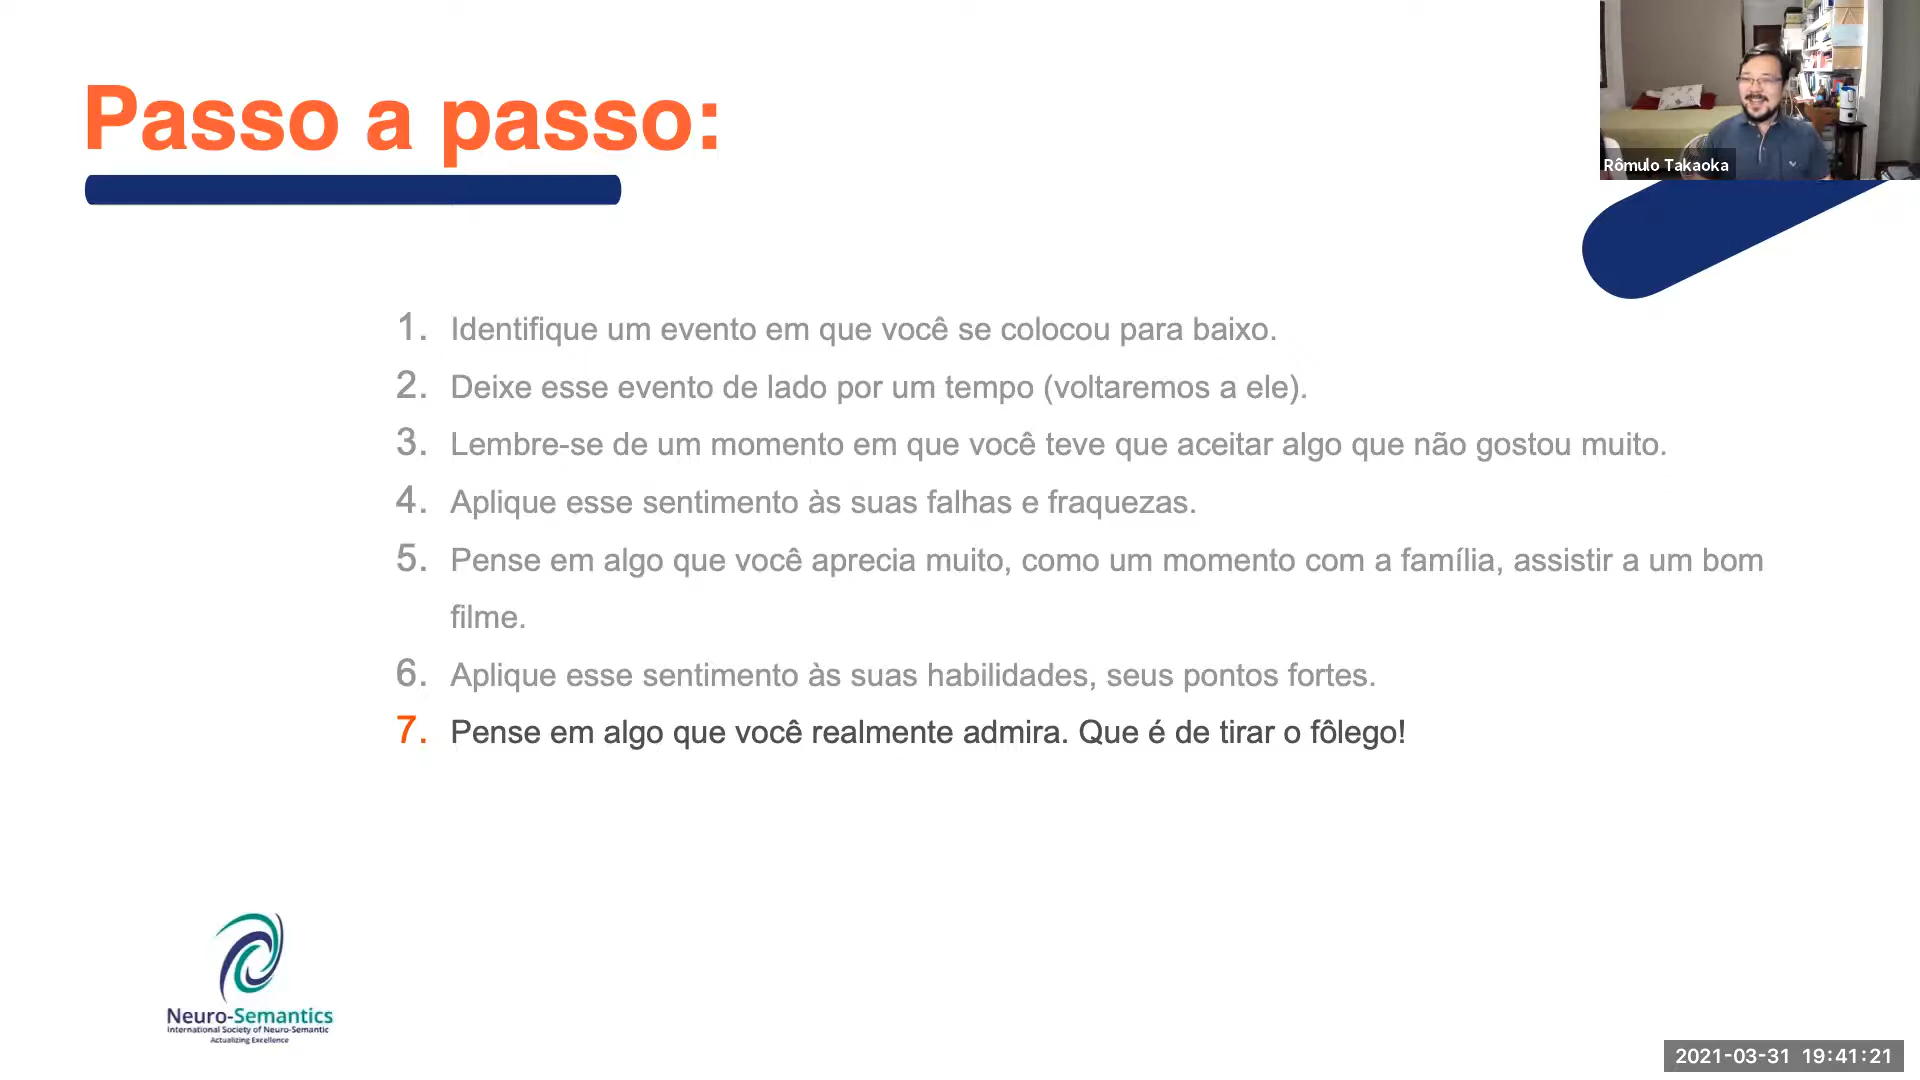 Passo a passo:
Rômulo Takaoka
1. Identifique um evento em que você se colocou para baixo.
2. Deixe esse evento de lado por um tempo (voltaremos a ele).
3. Lembre-se de um momento em que você teve que aceitar algo que não gostou muito.
4. Aplique esse sentimento às suas falhas e fraquezas.
5. Pense em algo que você aprecia muito, como um momento com a família, assistir a um bom
filme.
6. Aplique esse sentimento às suas habilidades, seus pontos fortes.
7. Pense em algo que você realmente admira. Que é de tirar o fôlego!
Neuro-Semantics
International Society of Neuro-Semantic
Actualizing Excellence
2021-03-31 19:41:21